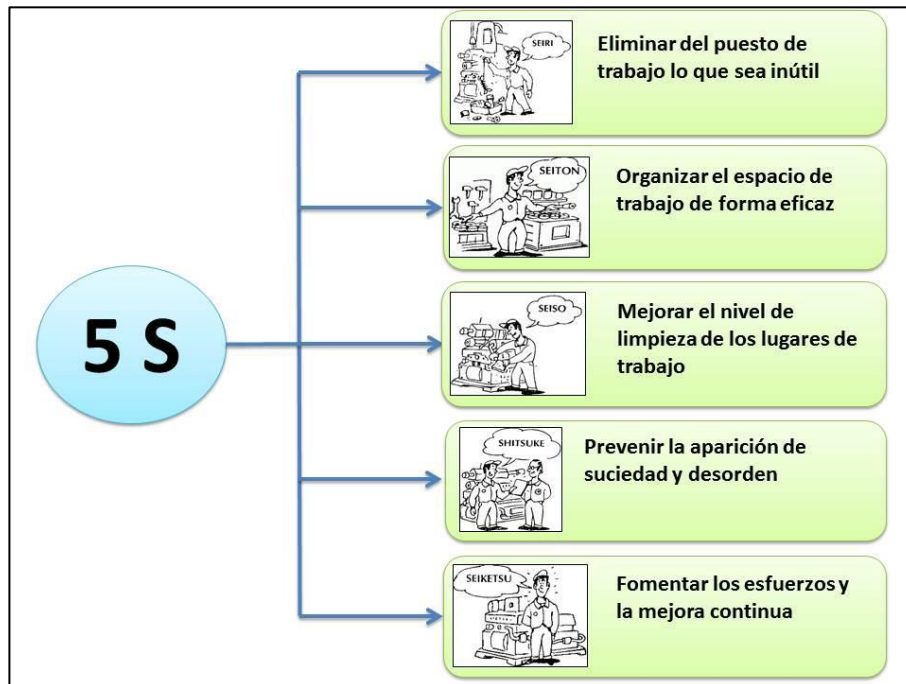 5 S
SEIRI
Eliminar del puesto de
trabajo lo que sea inútil
SEITON
Organizar el espacio de
trabajo de forma eficaz
SEISO
Mejorar el nivel de
limpieza de los lugares de
trabajo
SHITSUKE
Prevenir la aparición de
suciedad y desorden
SEIKETSU
Fomentar los esfuerzos y
la mejora continua